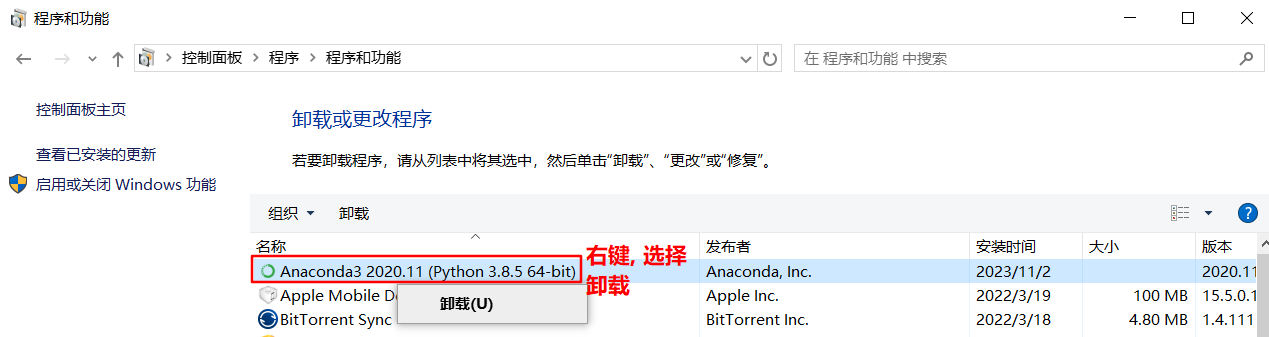 程序和功能
控制面板 程序 程序和功能
在 程序和功能 中搜索
控制面板主页
查看已安装的更新
启用或关闭 Windows 功能
卸载或更改程序
若要卸载程序，请从列表中将其选中，然后单击“卸载”、“更改”或“修复”。
组织 卸载
名称 发布者 安装时间 大小 版本
Anaconda3 2020.11 (Python 3.8.5 64-bit) Anaconda, Inc. 2023/11/2 2020.11
右键, 选择
卸载
Apple Mobile De Apple Inc. 2022/3/19 100 MB 15.5.0.1
卸载(U)
BitTorrent Sync BitTorrent Inc. 2022/3/18 4.80 MB 1.4.111